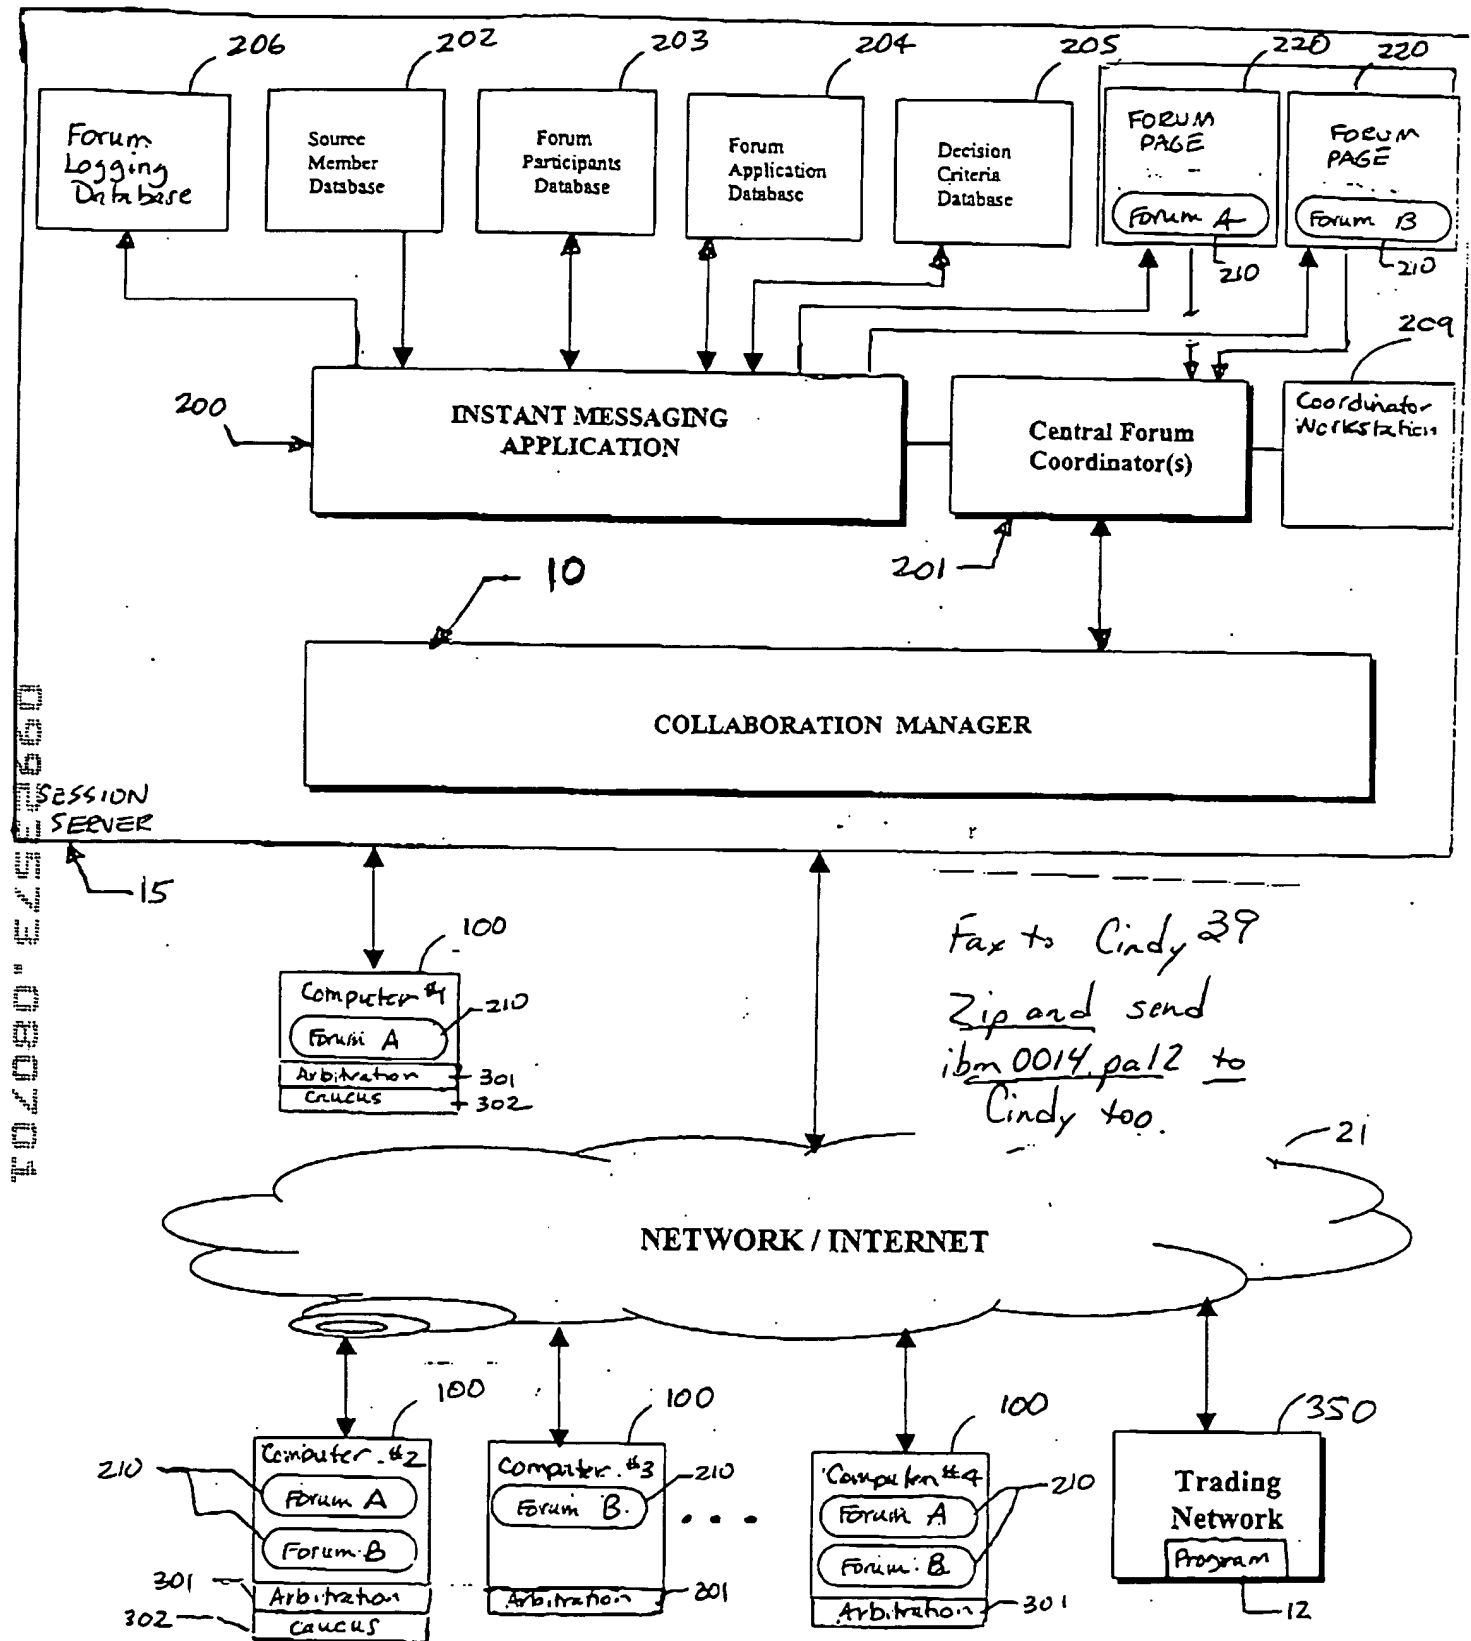 206
202
203
204
205
220
220
Forum
Logging
Database
Source
Member
Database
Forum
Participants
Database
Forum
Application
Database
Decision
Criteria
Database
FORUM
PAGE
Forum A
210
FORUM
PAGE
Forum B
210
209
200
INSTANT MESSAGING
APPLICATION
Central Forum
Coordinator(s)
Coordinator
Workstation
201
10
COLLABORATION MANAGER
SESSION
SERVER
15
100
Computer #1
Forum A
210
Arbitration
301
Caucus
302
Fax to Cindy 39
Zip and send
ibm0014.pa12 to
Cindy too.
21
NETWORK / INTERNET
100
Computer #2
210
Forum A
Forum B
301
Arbitration
302
Caucus
100
Computer #3
Forum B
210
...
Arbitration
301
100
Computer #4
Forum A
210
Forum B
Arbitration
301
350
Trading
Network
Program
12